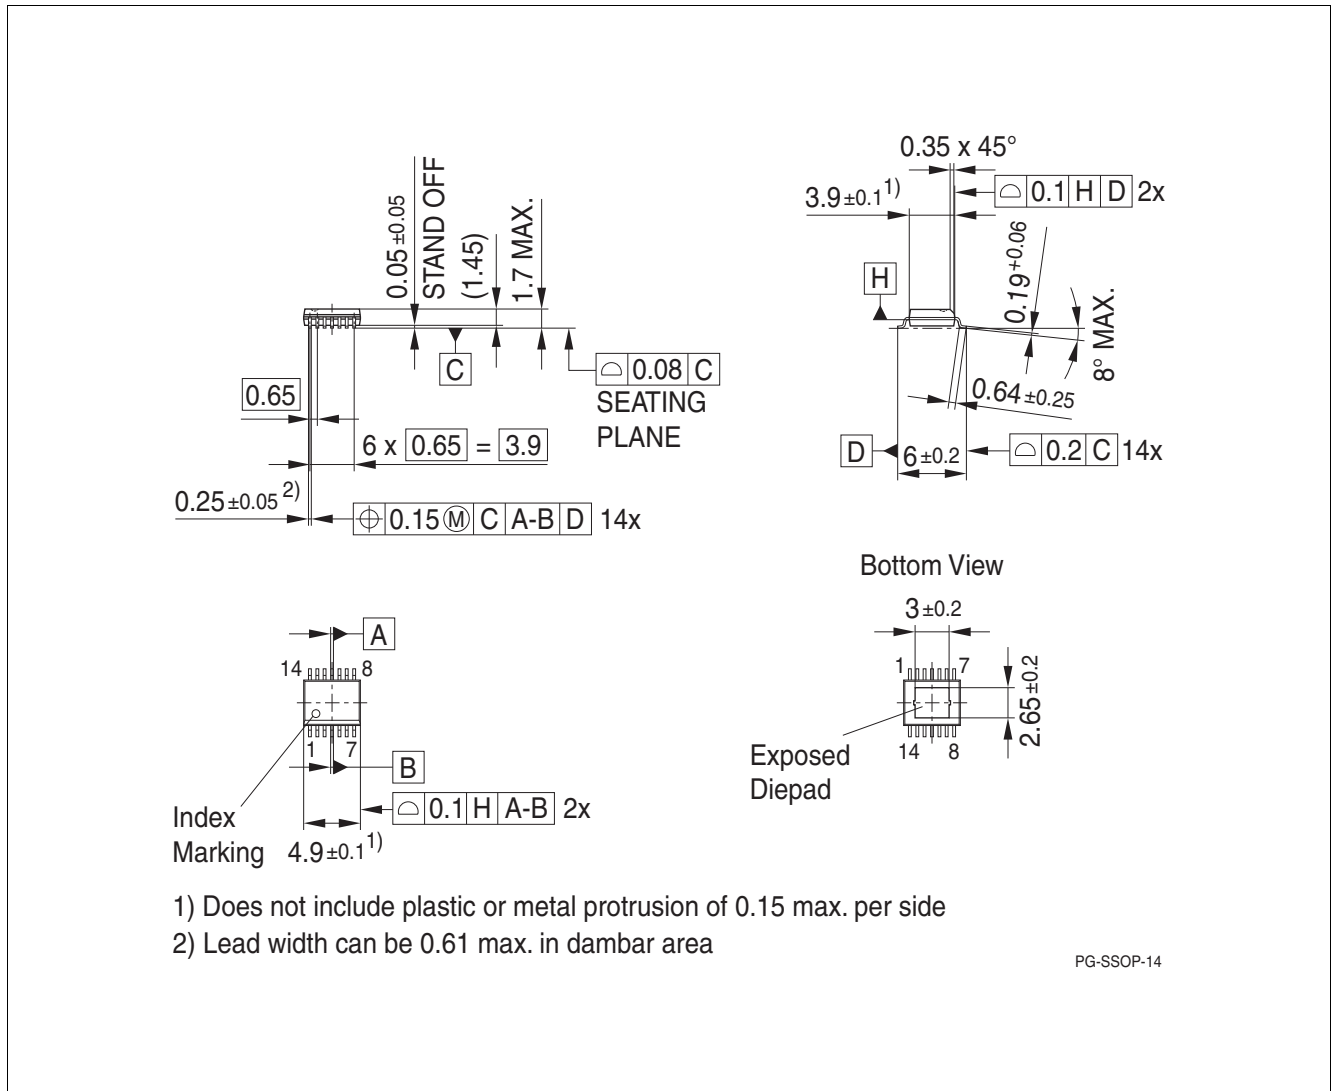 0.05 ±0.05
STAND OFF
(1.45)
1.7 MAX.
C
0.08 C
SEATING
PLANE
0.65
6 x 0.65 = 3.9
0.25 ±0.05 2)
0.15 Ⓜ C A-B D 14x
0.35 x 45°
3.9 ±0.1 1)
0.1 H D 2x
H
0.19 +0.06
8° MAX.
0.64 ±0.25
D
6 ±0.2
0.2 C 14x
A
14 8
1 7
B
0.1 H A-B 2x
Index
Marking
4.9 ±0.1 1)
Bottom View
3 ±0.2
1 7
2.65 ±0.2
14 8
Exposed
Diepad
1) Does not include plastic or metal protrusion of 0.15 max. per side
2) Lead width can be 0.61 max. in dambar area
PG-SSOP-14